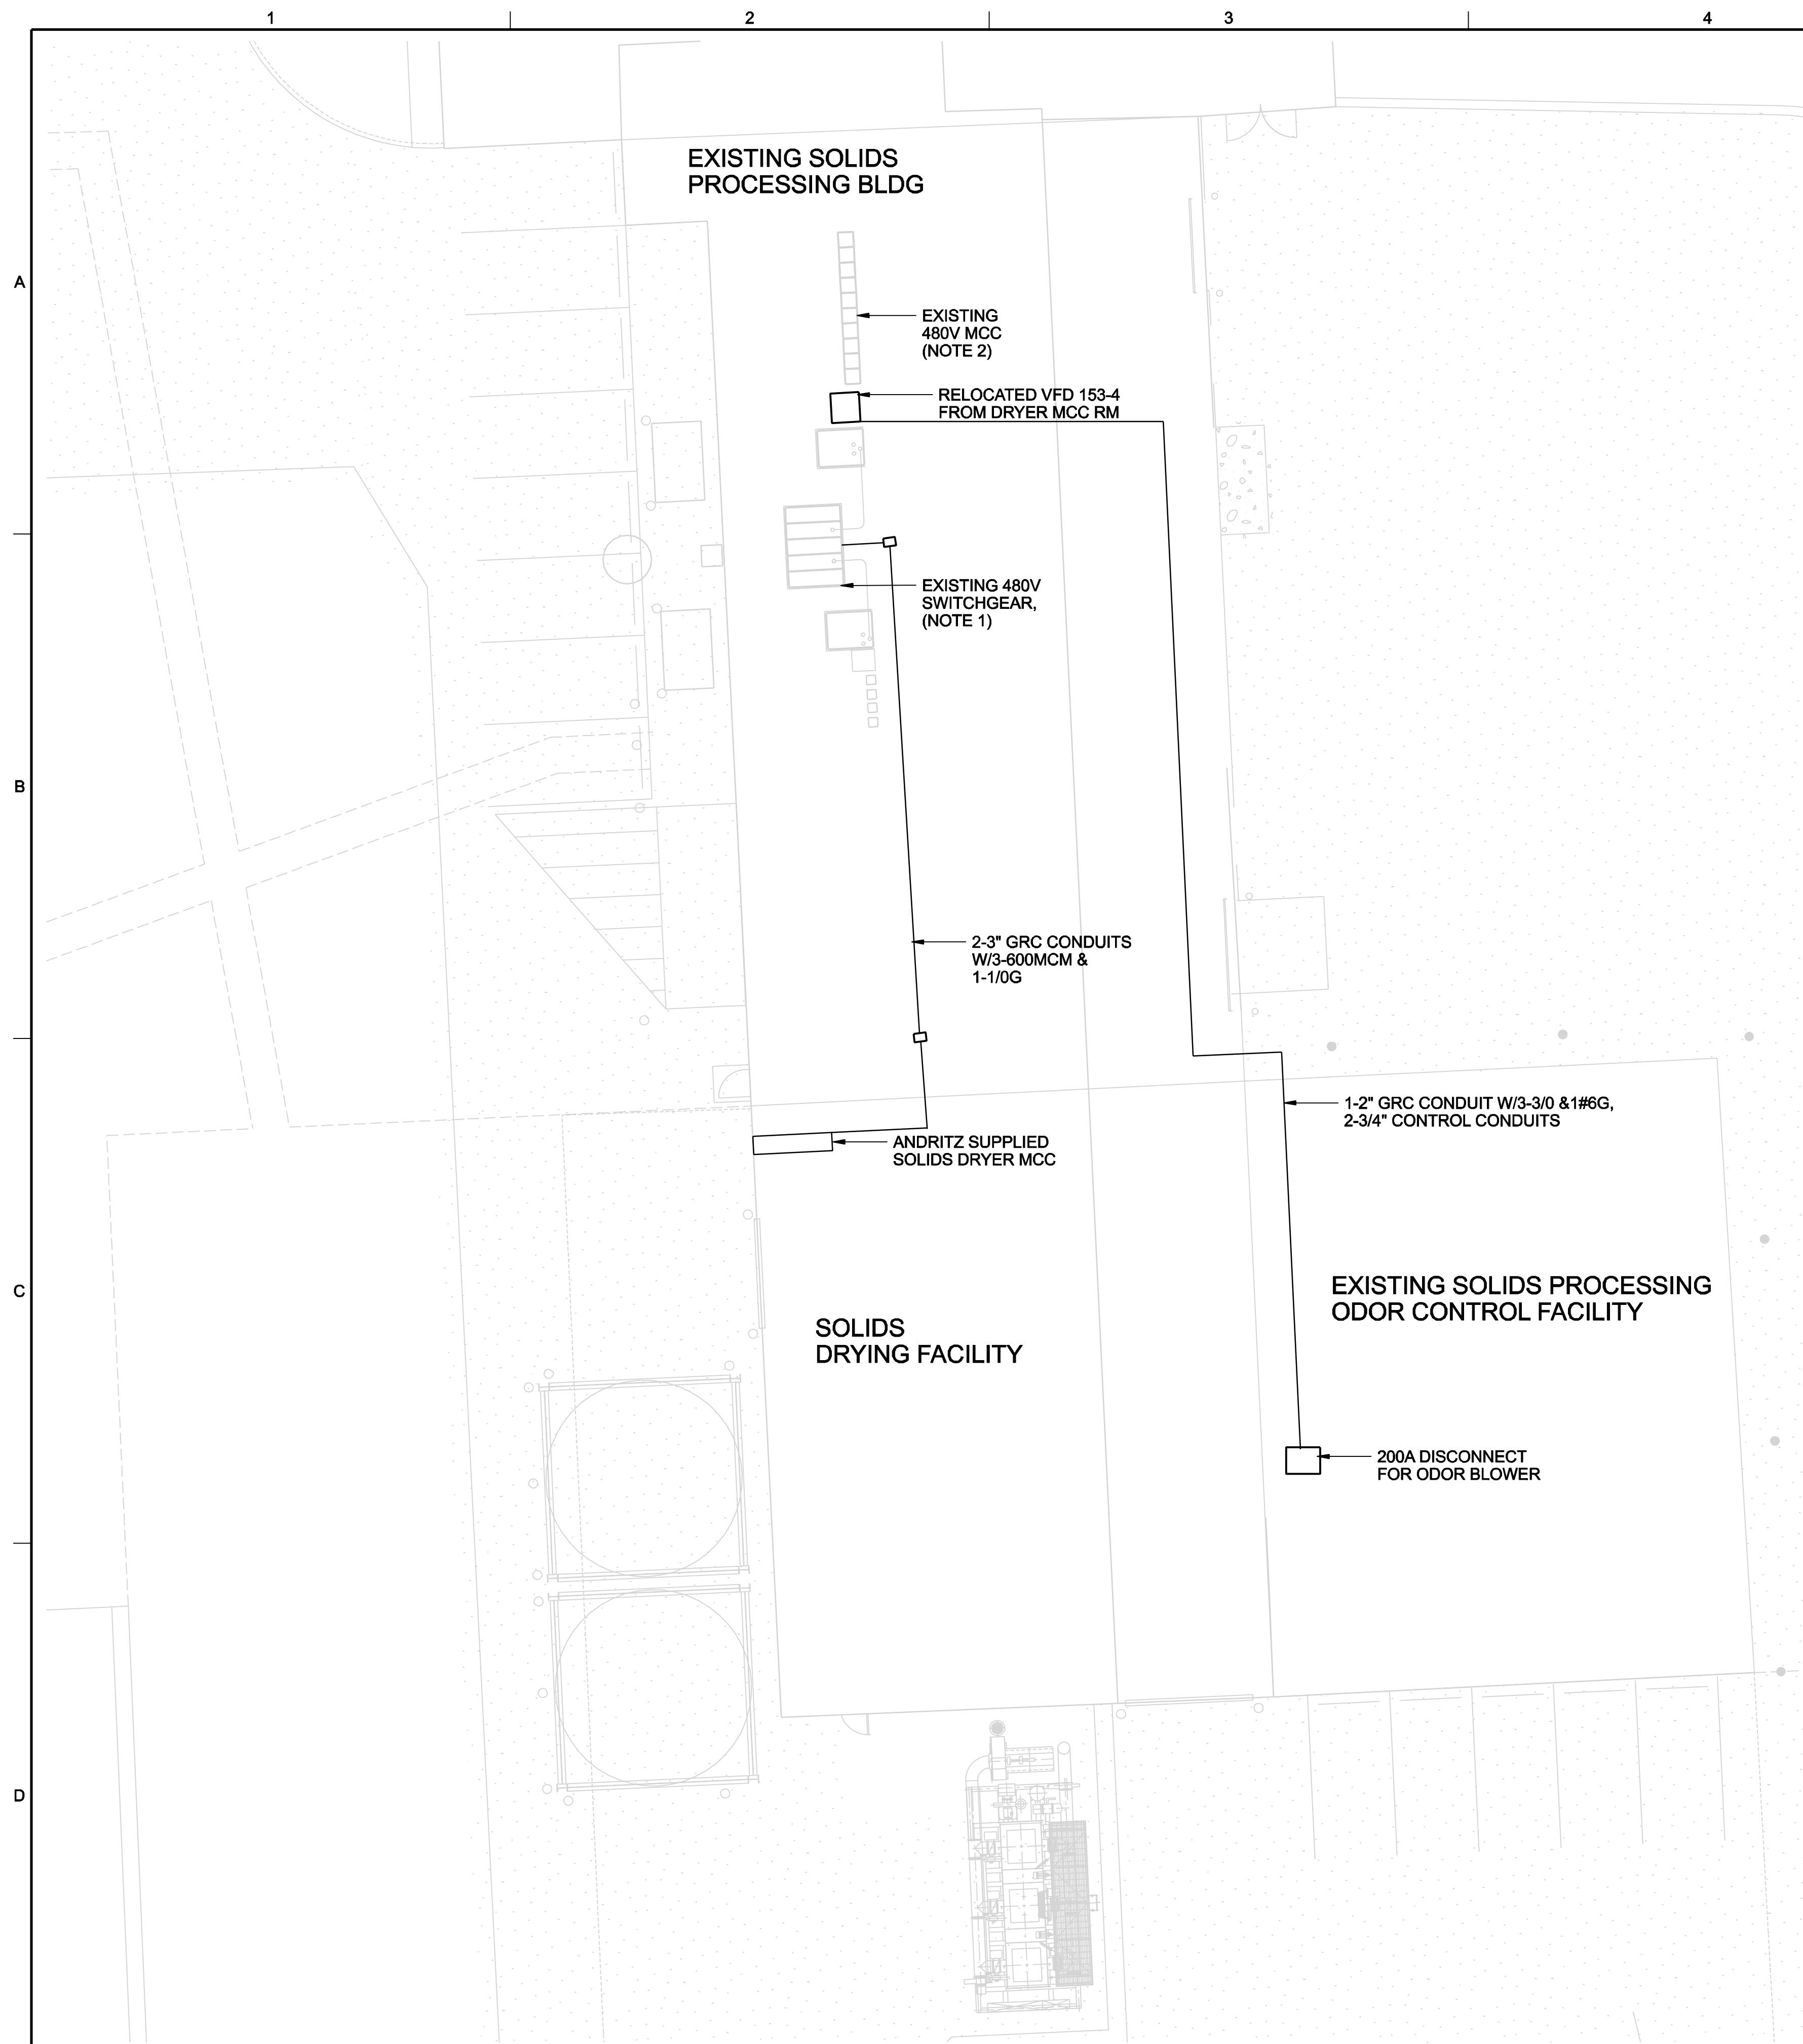 1
2
3
4
EXISTING SOLIDS
PROCESSING BLDG
A
EXISTING
480V MCC
(NOTE 2)
RELOCATED VFD 153-4
FROM DRYER MCC RM
EXISTING 480V
SWITCHGEAR,
(NOTE 1)
B
2-3" GRC CONDUITS
W/3-600MCM &
1-1/0G
1-2" GRC CONDUIT W/3-3/0 &1#6G,
2-3/4" CONTROL CONDUITS
ANDRITZ SUPPLIED
SOLIDS DRYER MCC
C
EXISTING SOLIDS PROCESSING
ODOR CONTROL FACILITY
SOLIDS
DRYING FACILITY
200A DISCONNECT
FOR ODOR BLOWER
D